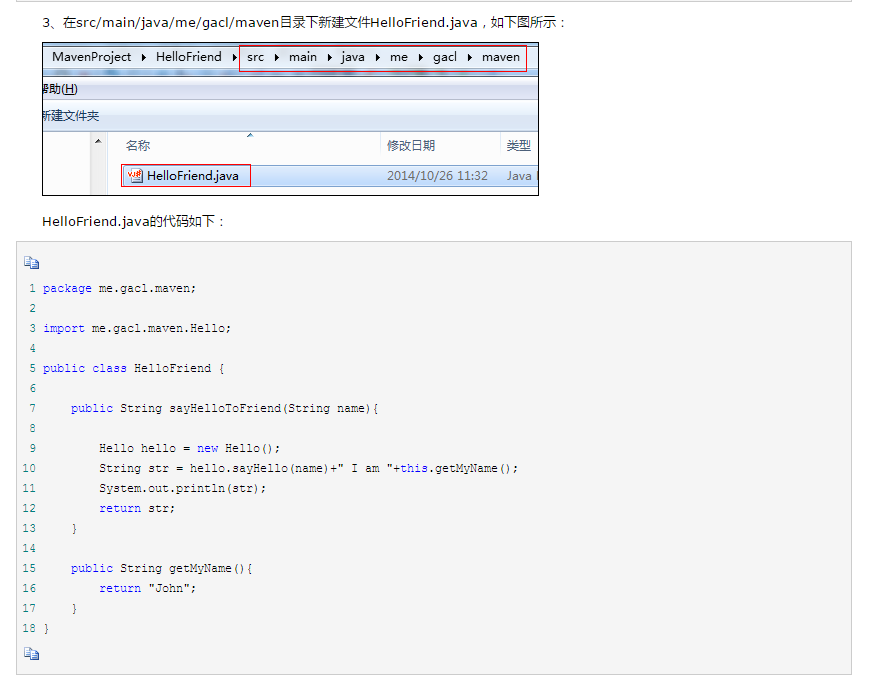 3、在src/main/java/me/gacl/maven目录下新建文件HelloFriend.java，如下图所示：
MavenProject ▸ HelloFriend ▸ src ▸ main ▸ java ▸ me ▸ gacl ▸ maven
帮助(H)
新建文件夹
名称 修改日期 类型
HelloFriend.java 2014/10/26 11:32 Java
HelloFriend.java的代码如下：
1 package me.gacl.maven;
2
3 import me.gacl.maven.Hello;
4
5 public class HelloFriend {
6
7     public String sayHelloToFriend(String name){
8
9         Hello hello = new Hello();
10         String str = hello.sayHello(name)+" I am "+this.getMyName();
11         System.out.println(str);
12         return str;
13     }
14
15     public String getMyName(){
16         return "John";
17     }
18 }